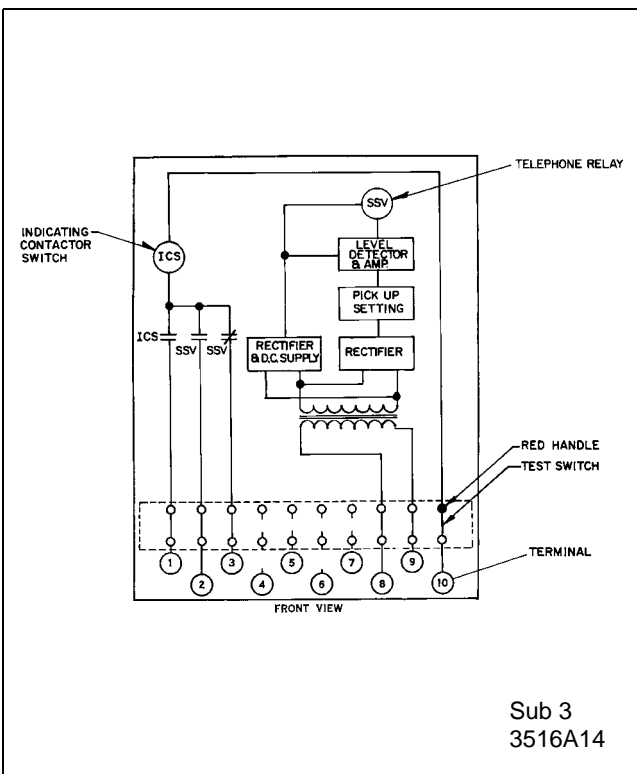 TELEPHONE RELAY
SSV
INDICATING
CONTACTOR
SWITCH
ICS
LEVEL
DETECTOR
& AMP.
PICK UP
SETTING
ICS
SSV
SSV
RECTIFIER
& D.C. SUPPLY
RECTIFIER
RED HANDLE
TEST SWITCH
TERMINAL
1
2
3
4
5
6
7
8
9
10
FRONT VIEW
Sub 3
3516A14